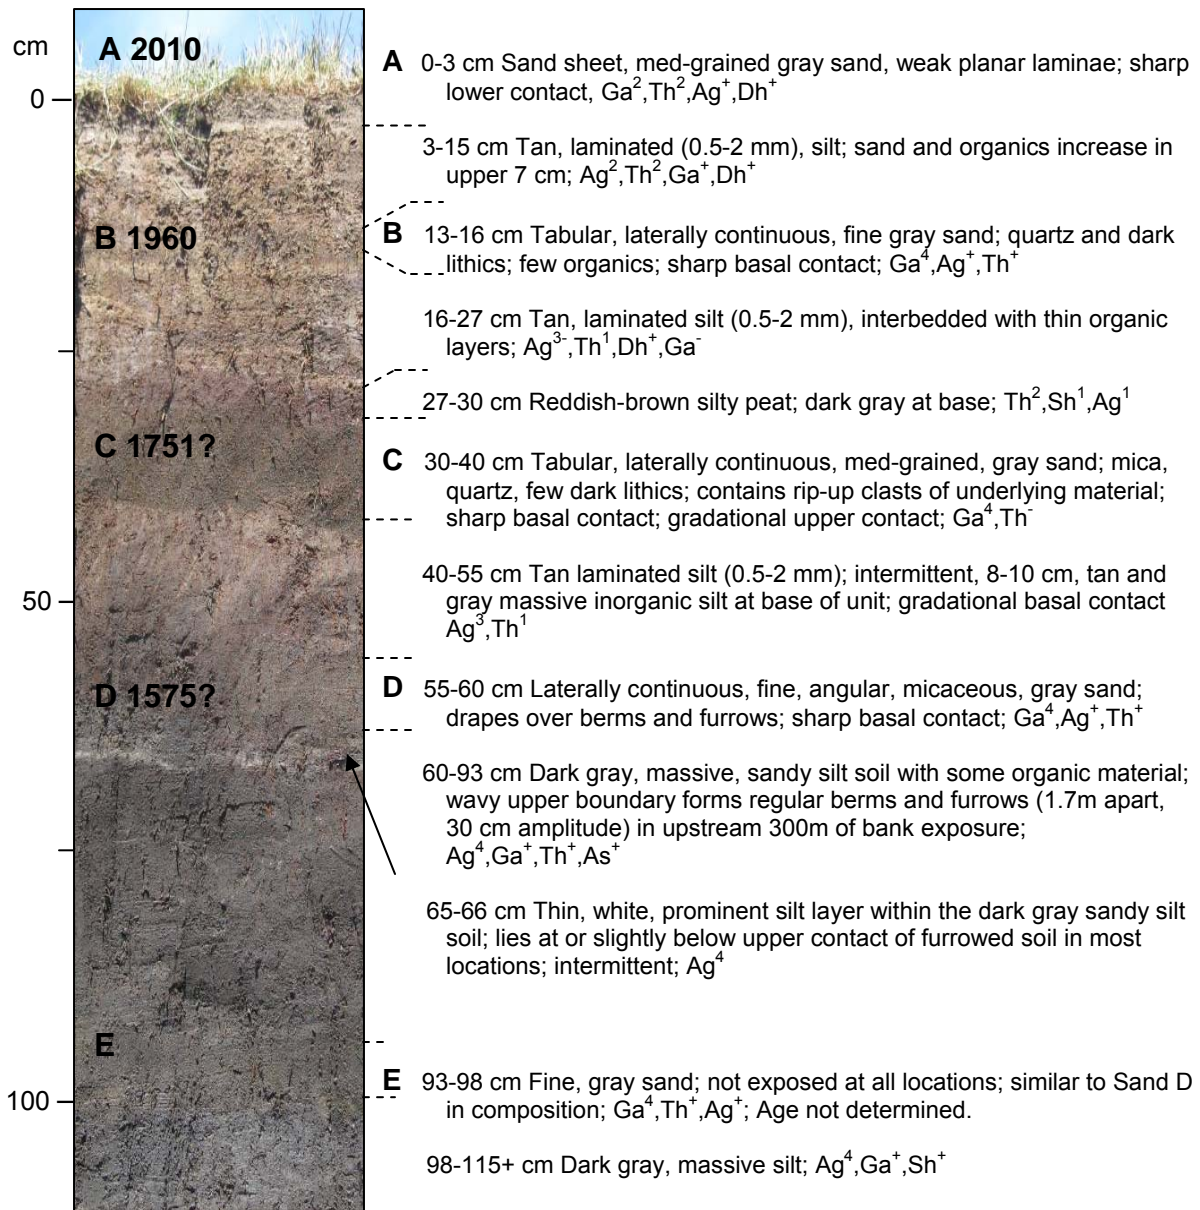 cm
A 2010
0
B 1960
C 1751?
50
D 1575?
E
100
A 0-3 cm Sand sheet, med-grained gray sand, weak planar laminae; sharp
lower contact, Ga²,Th²,Ag⁺,Dh⁺
3-15 cm Tan, laminated (0.5-2 mm), silt; sand and organics increase in
upper 7 cm; Ag²,Th²,Ga⁺,Dh⁺
B 13-16 cm Tabular, laterally continuous, fine gray sand; quartz and dark
lithics; few organics; sharp basal contact; Ga⁴,Ag⁺,Th⁺
16-27 cm Tan, laminated silt (0.5-2 mm), interbedded with thin organic
layers; Ag³⁻,Th¹,Dh⁺,Ga⁻
27-30 cm Reddish-brown silty peat; dark gray at base; Th²,Sh¹,Ag¹
C 30-40 cm Tabular, laterally continuous, med-grained, gray sand; mica,
quartz, few dark lithics; contains rip-up clasts of underlying material;
sharp basal contact; gradational upper contact; Ga⁴,Th⁻
40-55 cm Tan laminated silt (0.5-2 mm); intermittent, 8-10 cm, tan and
gray massive inorganic silt at base of unit; gradational basal contact
Ag³,Th¹
D 55-60 cm Laterally continuous, fine, angular, micaceous, gray sand;
drapes over berms and furrows; sharp basal contact; Ga⁴,Ag⁺,Th⁺
60-93 cm Dark gray, massive, sandy silt soil with some organic material;
wavy upper boundary forms regular berms and furrows (1.7m apart,
30 cm amplitude) in upstream 300m of bank exposure;
Ag⁴,Ga⁺,Th⁺,As⁺
65-66 cm Thin, white, prominent silt layer within the dark gray sandy silt
soil; lies at or slightly below upper contact of furrowed soil in most
locations; intermittent; Ag⁴
E 93-98 cm Fine, gray sand; not exposed at all locations; similar to Sand D
in composition; Ga⁴,Th⁺,Ag⁺; Age not determined.
98-115+ cm Dark gray, massive silt; Ag⁴,Ga⁺,Sh⁺